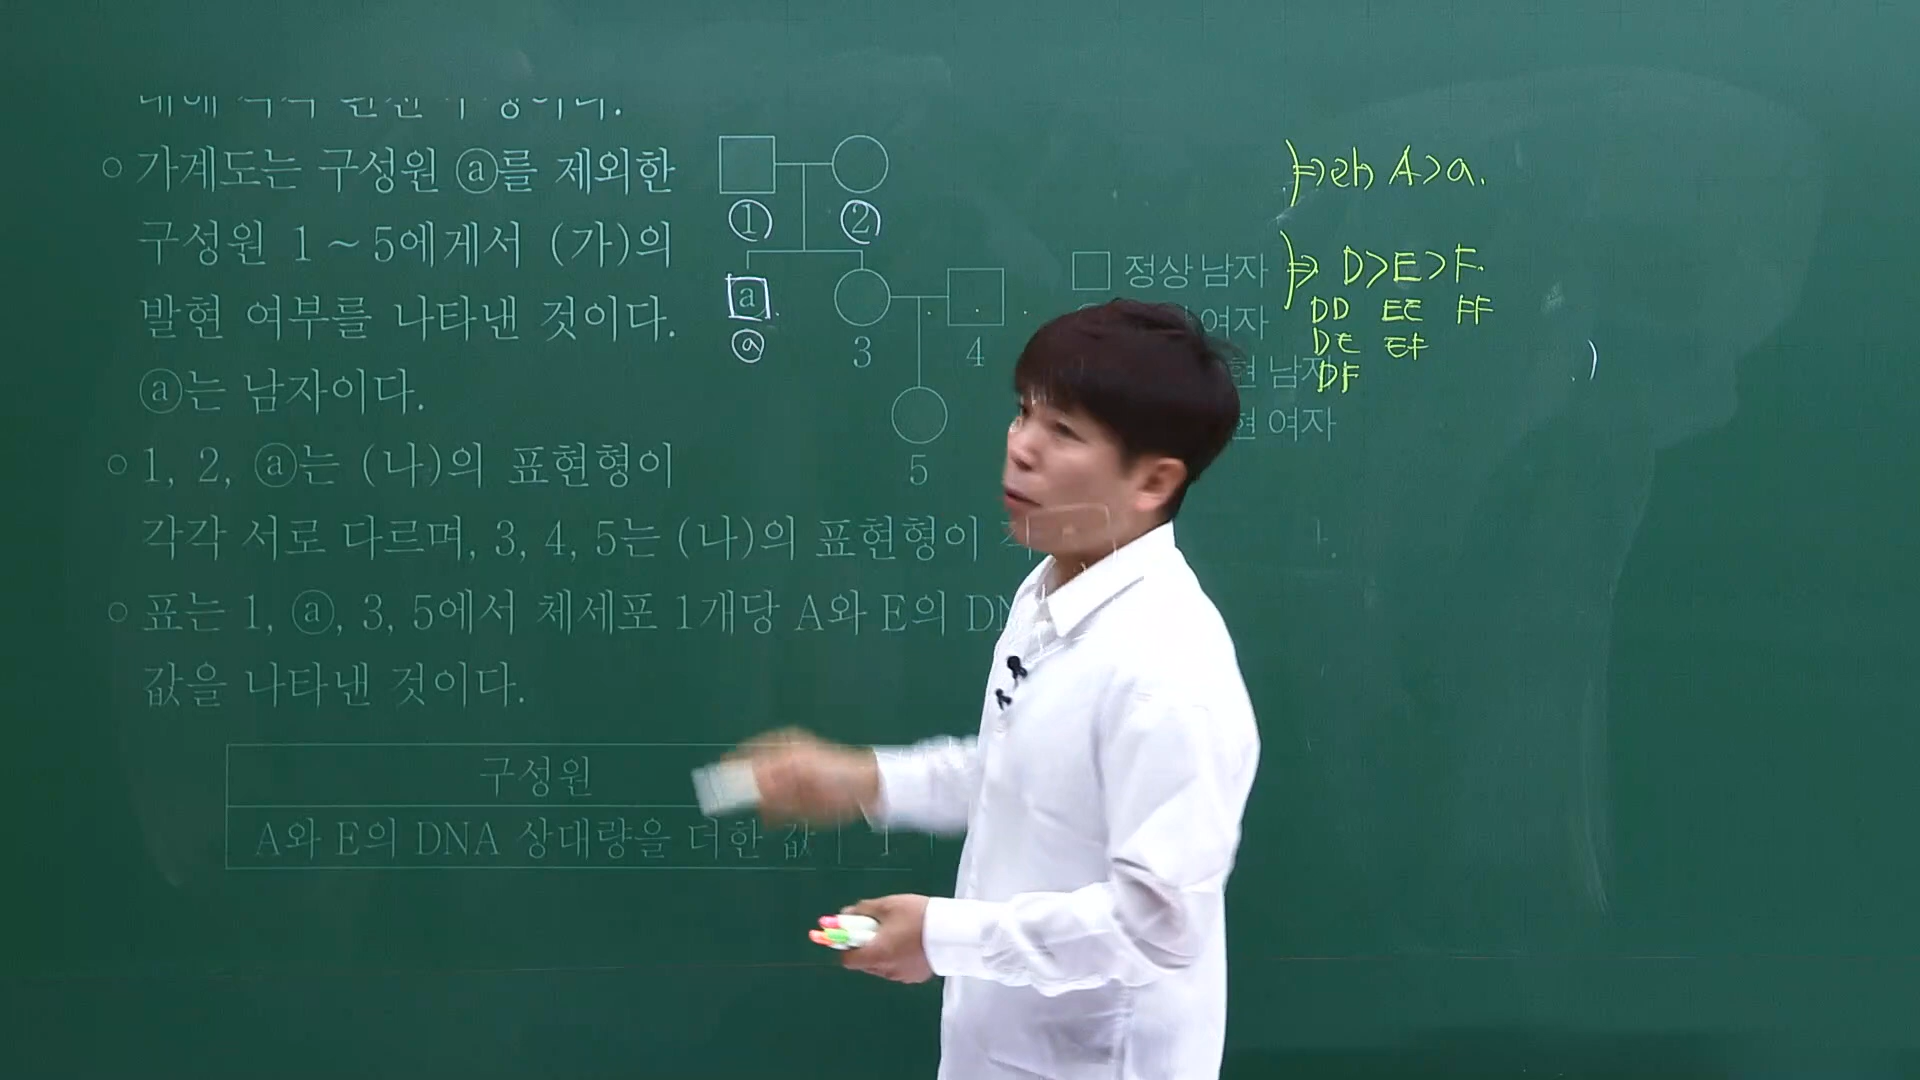 ○ 가계도는 구성원 ⓐ를 제외한
구성원 1～5에게서 (가)의
발현 여부를 나타낸 것이다.
ⓐ는 남자이다.
1 2
a
ⓐ 3 4
5
정상 남자
여자
현 남자
현 여자
○ 1, 2, ⓐ는 (나)의 표현형이
각각 서로 다르며, 3, 4, 5는 (나)의 표현형이
○ 표는 1, ⓐ, 3, 5에서 체세포 1개당 A와 E의
값을 나타낸 것이다.
구성원
A와 E의 DNA 상대량을 더한 값 1
A>a.
⇒ D>E>F.
DD EE FF
DE EF
DF